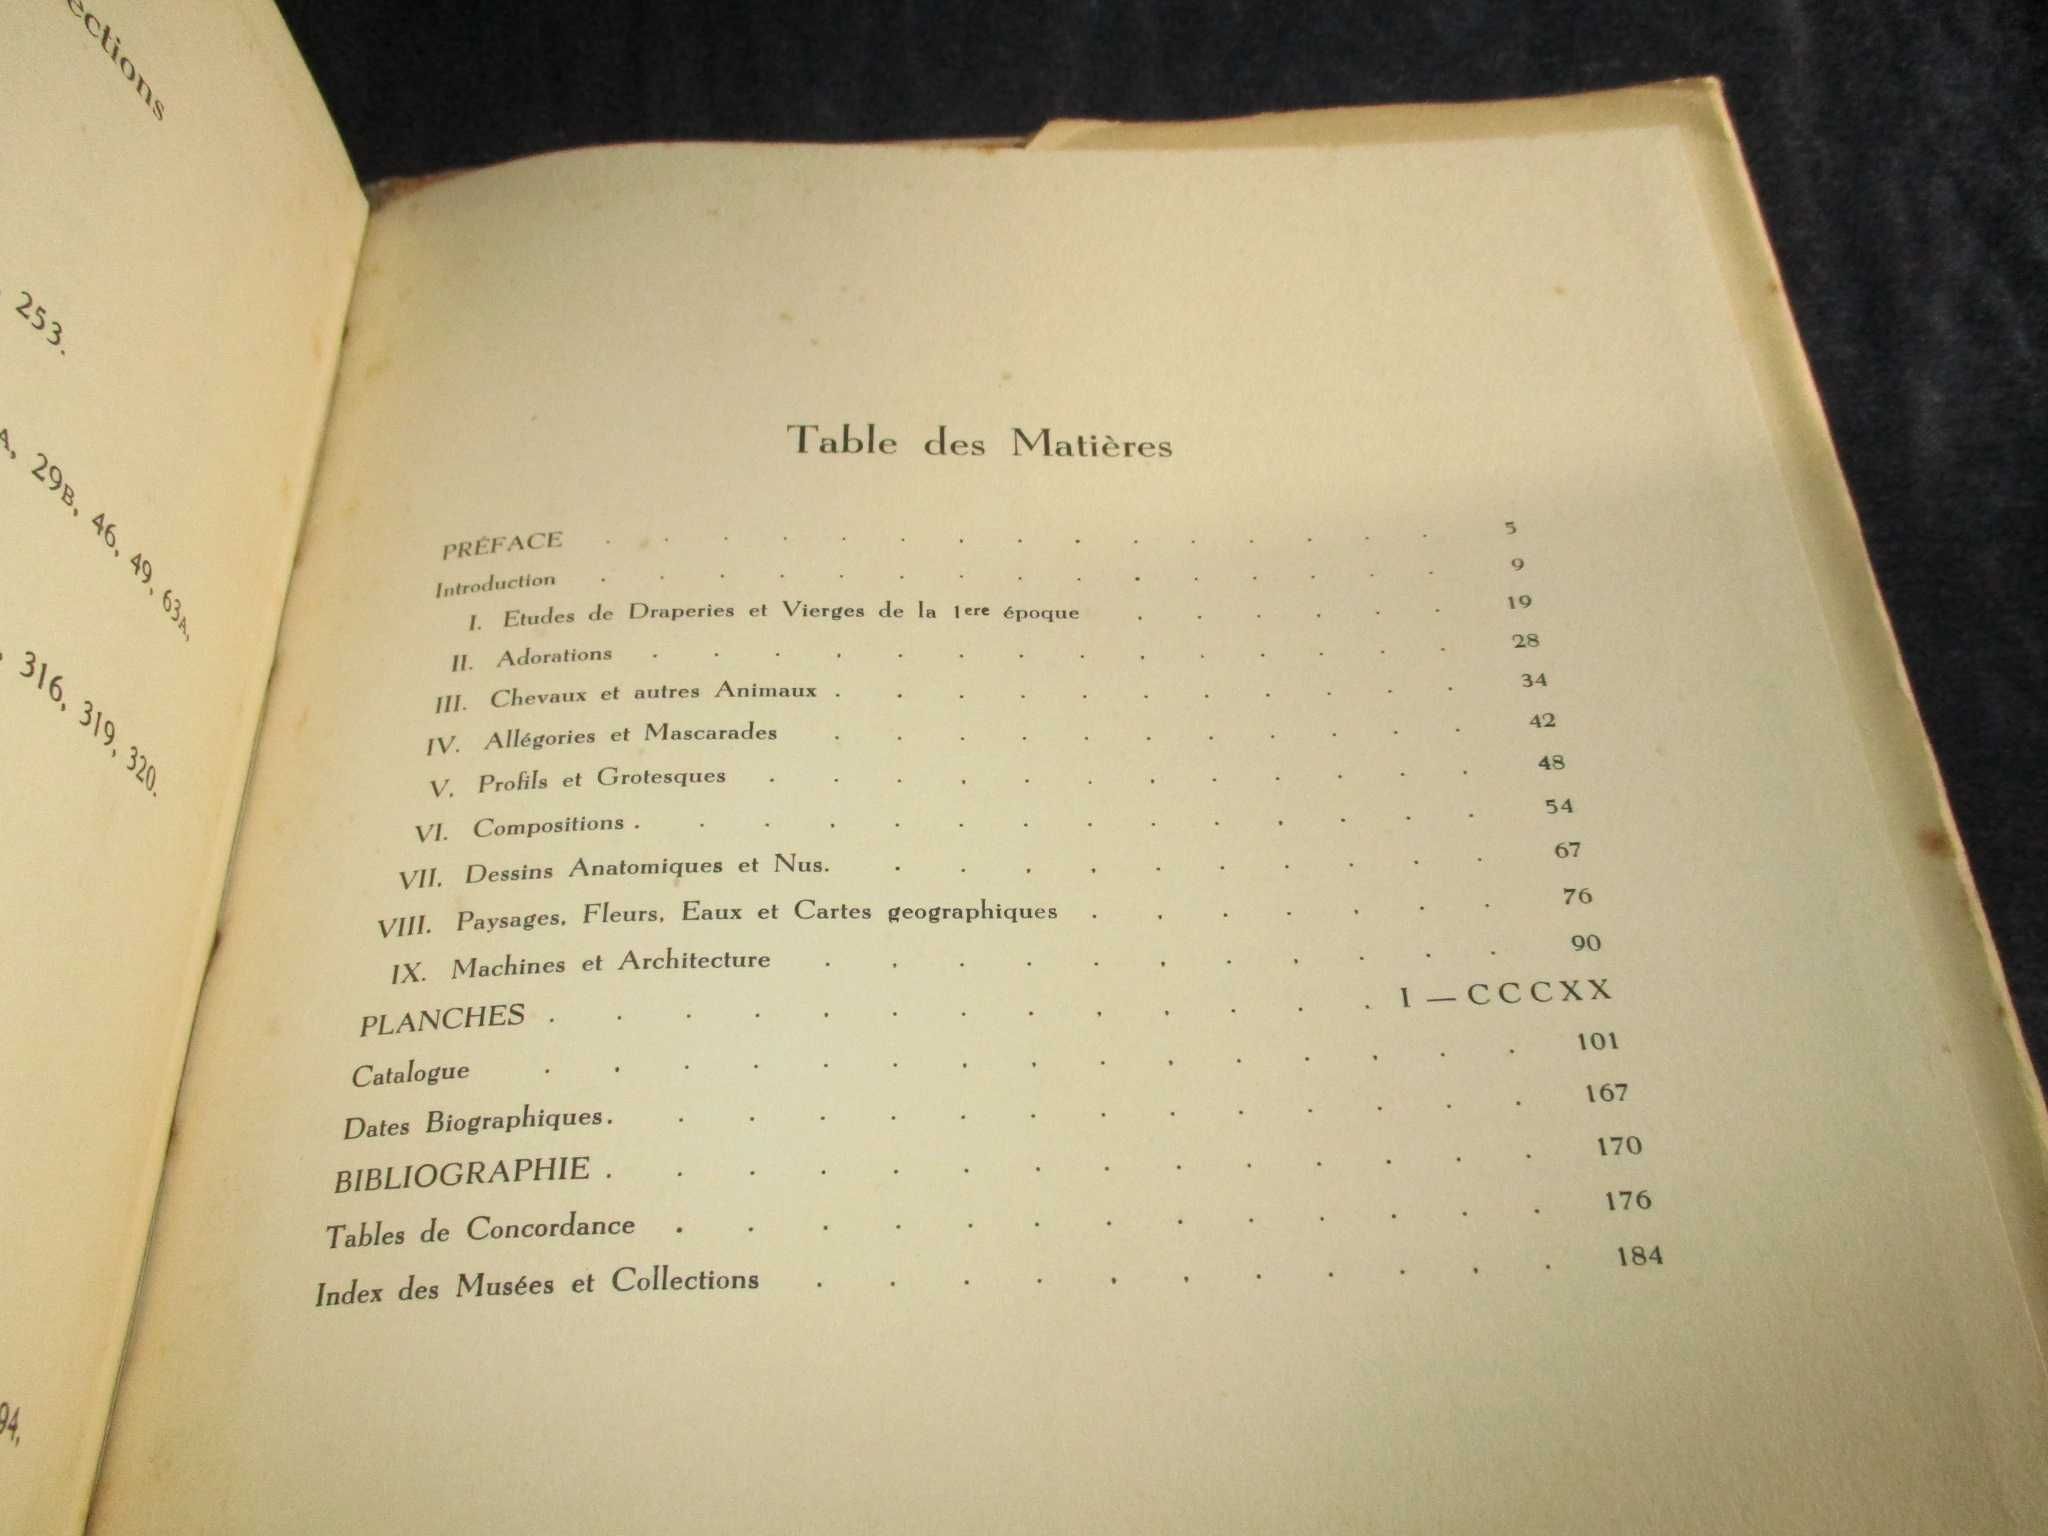 ections
253.
A, 29B, 46, 49, 63A,
316, 319, 320.
94,
Table des Matières
PRÉFACE . . . . . . . . . . . . . . . 5
Introduction . . . . . . . . . . . . . . . 9
I. Etudes de Draperies et Vierges de la 1ere époque . . . . . . 19
II. Adorations . . . . . . . . . . . . . . 28
III. Chevaux et autres Animaux . . . . . . . . . . . 34
IV. Allégories et Mascarades . . . . . . . . . . . 42
V. Profils et Grotesques . . . . . . . . . . . . 48
VI. Compositions . . . . . . . . . . . . . . 54
VII. Dessins Anatomiques et Nus. . . . . . . . . . . 67
VIII. Paysages, Fleurs, Eaux et Cartes geographiques . . . . . . . 76
IX. Machines et Architecture . . . . . . . . . . . 90
PLANCHES . . . . . . . . . . . . . I — CCCXX
Catalogue . . . . . . . . . . . . . . . 101
Dates Biographiques. . . . . . . . . . . . . . 167
BIBLIOGRAPHIE . . . . . . . . . . . . . . 170
Tables de Concordance . . . . . . . . . . . . . 176
Index des Musées et Collections . . . . . . . . . . . 184